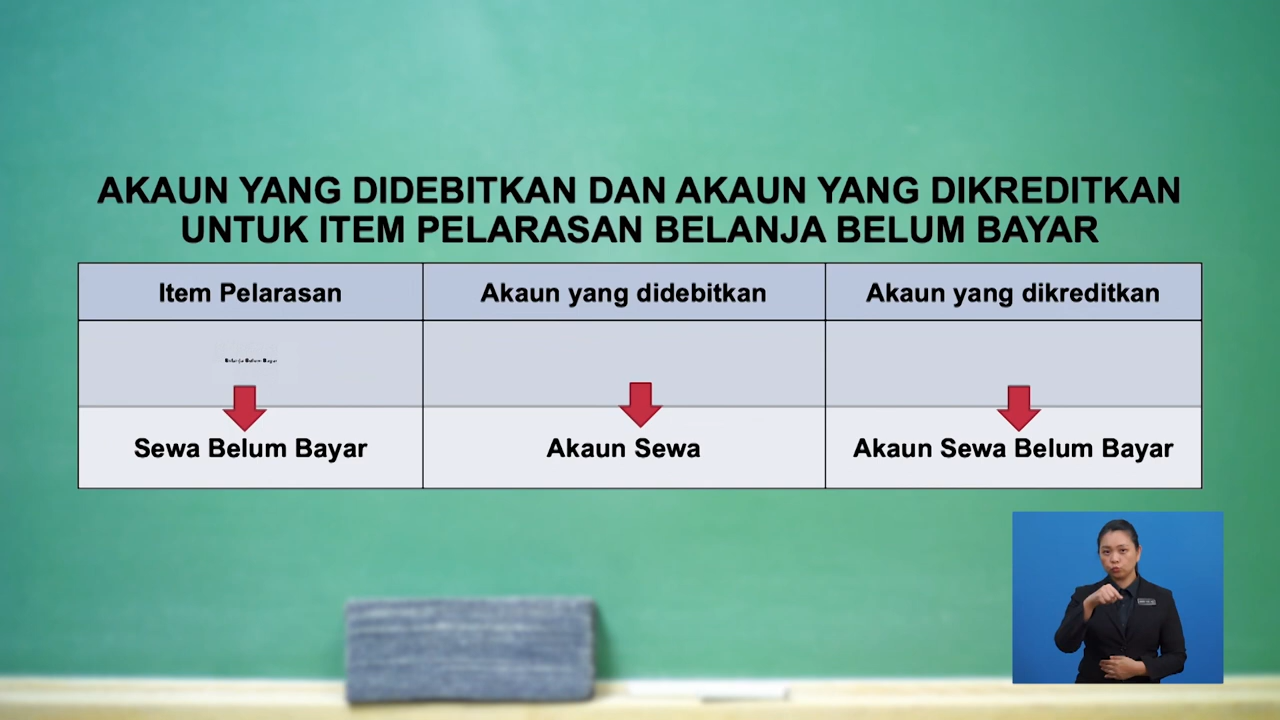 AKAUN YANG DIDEBITKAN DAN AKAUN YANG DIKREDITKAN
UNTUK ITEM PELARASAN BELANJA BELUM BAYAR
Item Pelarasan
Akaun yang didebitkan
Akaun yang dikreditkan
Belanja Belum Bayar
Sewa Belum Bayar
Akaun Sewa
Akaun Sewa Belum Bayar